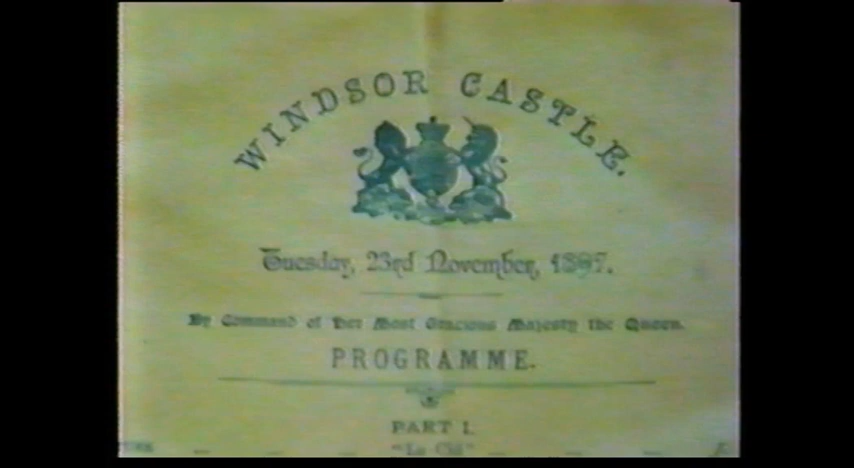 WINDSOR CASTLE.
Tuesday, 23rd November, 1897.
By Command of Her Most Gracious Majesty the Queen.
PROGRAMME.
PART I.
"Le Cid"